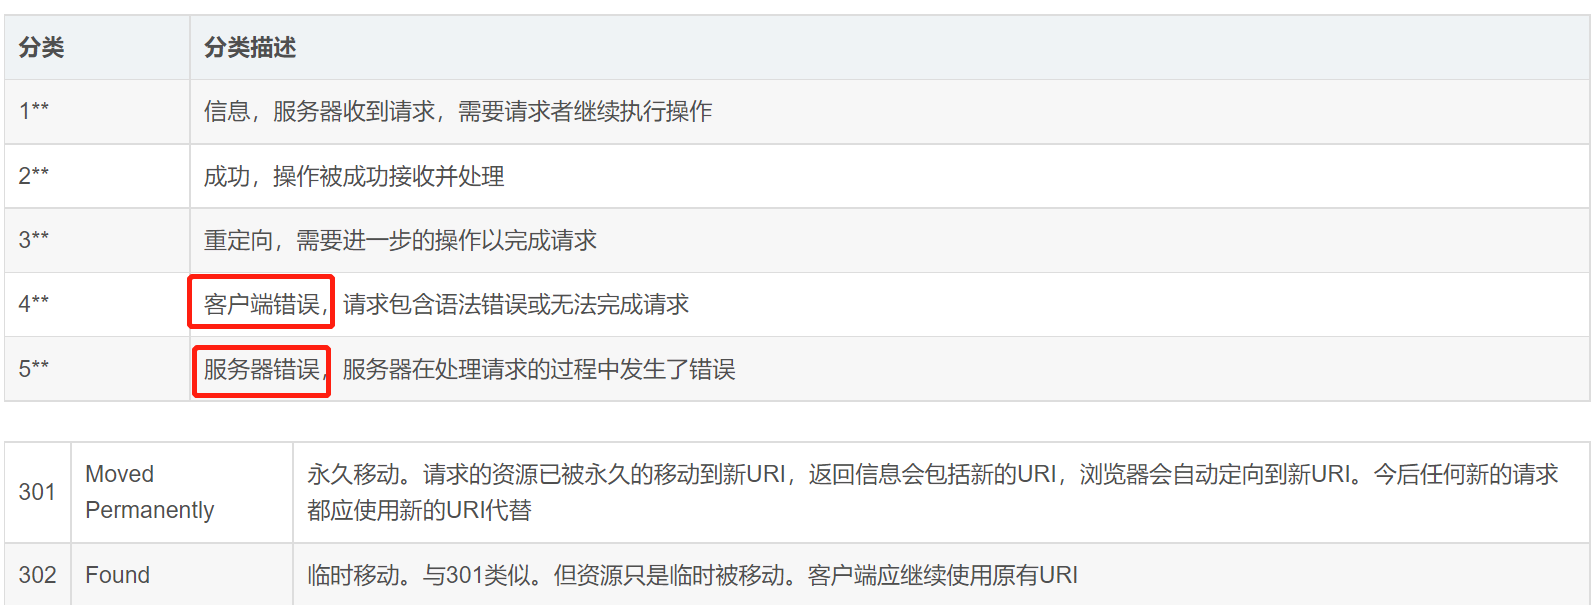 分类 分类描述
1** 信息，服务器收到请求，需要请求者继续执行操作
2** 成功，操作被成功接收并处理
3** 重定向，需要进一步的操作以完成请求
4** 客户端错误，请求包含语法错误或无法完成请求
5** 服务器错误，服务器在处理请求的过程中发生了错误
301 Moved Permanently 永久移动。请求的资源已被永久的移动到新URI，返回信息会包括新的URI，浏览器会自动定向到新URI。今后任何新的请求
都应使用新的URI代替
302 Found 临时移动。与301类似。但资源只是临时被移动。客户端应继续使用原有URI